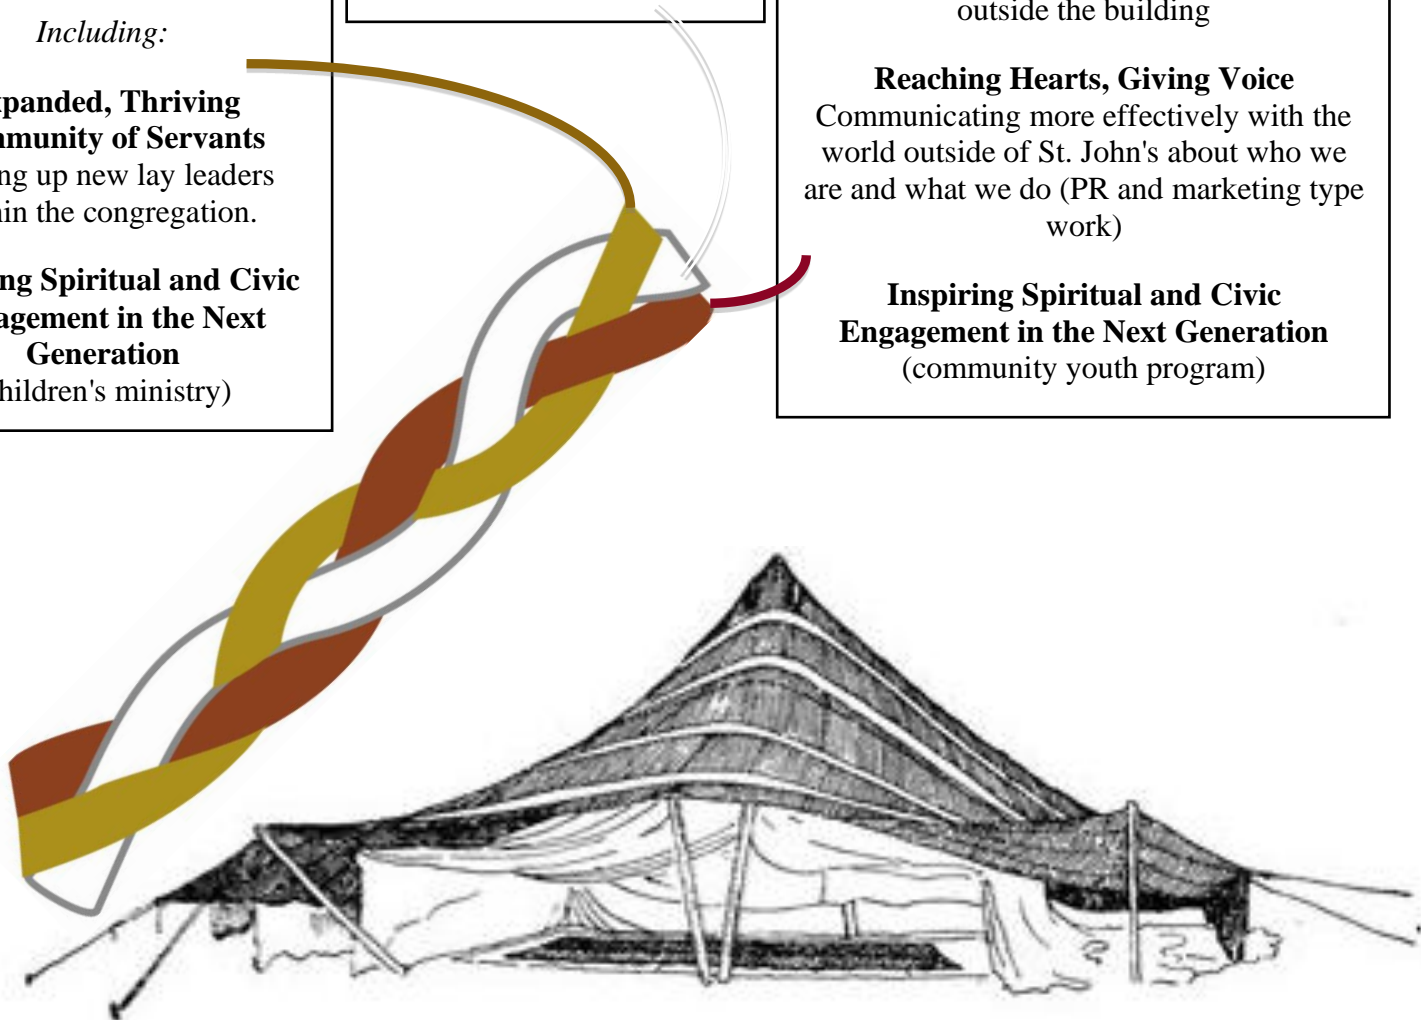 Including:
xpanded, Thriving
mmunity of Servants
ng up new lay leaders
hin the congregation.
ng Spiritual and Civic
agement in the Next
Generation
hildren's ministry)
outside the building
Reaching Hearts, Giving Voice
Communicating more effectively with the
world outside of St. John's about who we
are and what we do (PR and marketing type
work)
Inspiring Spiritual and Civic
Engagement in the Next Generation
(community youth program)